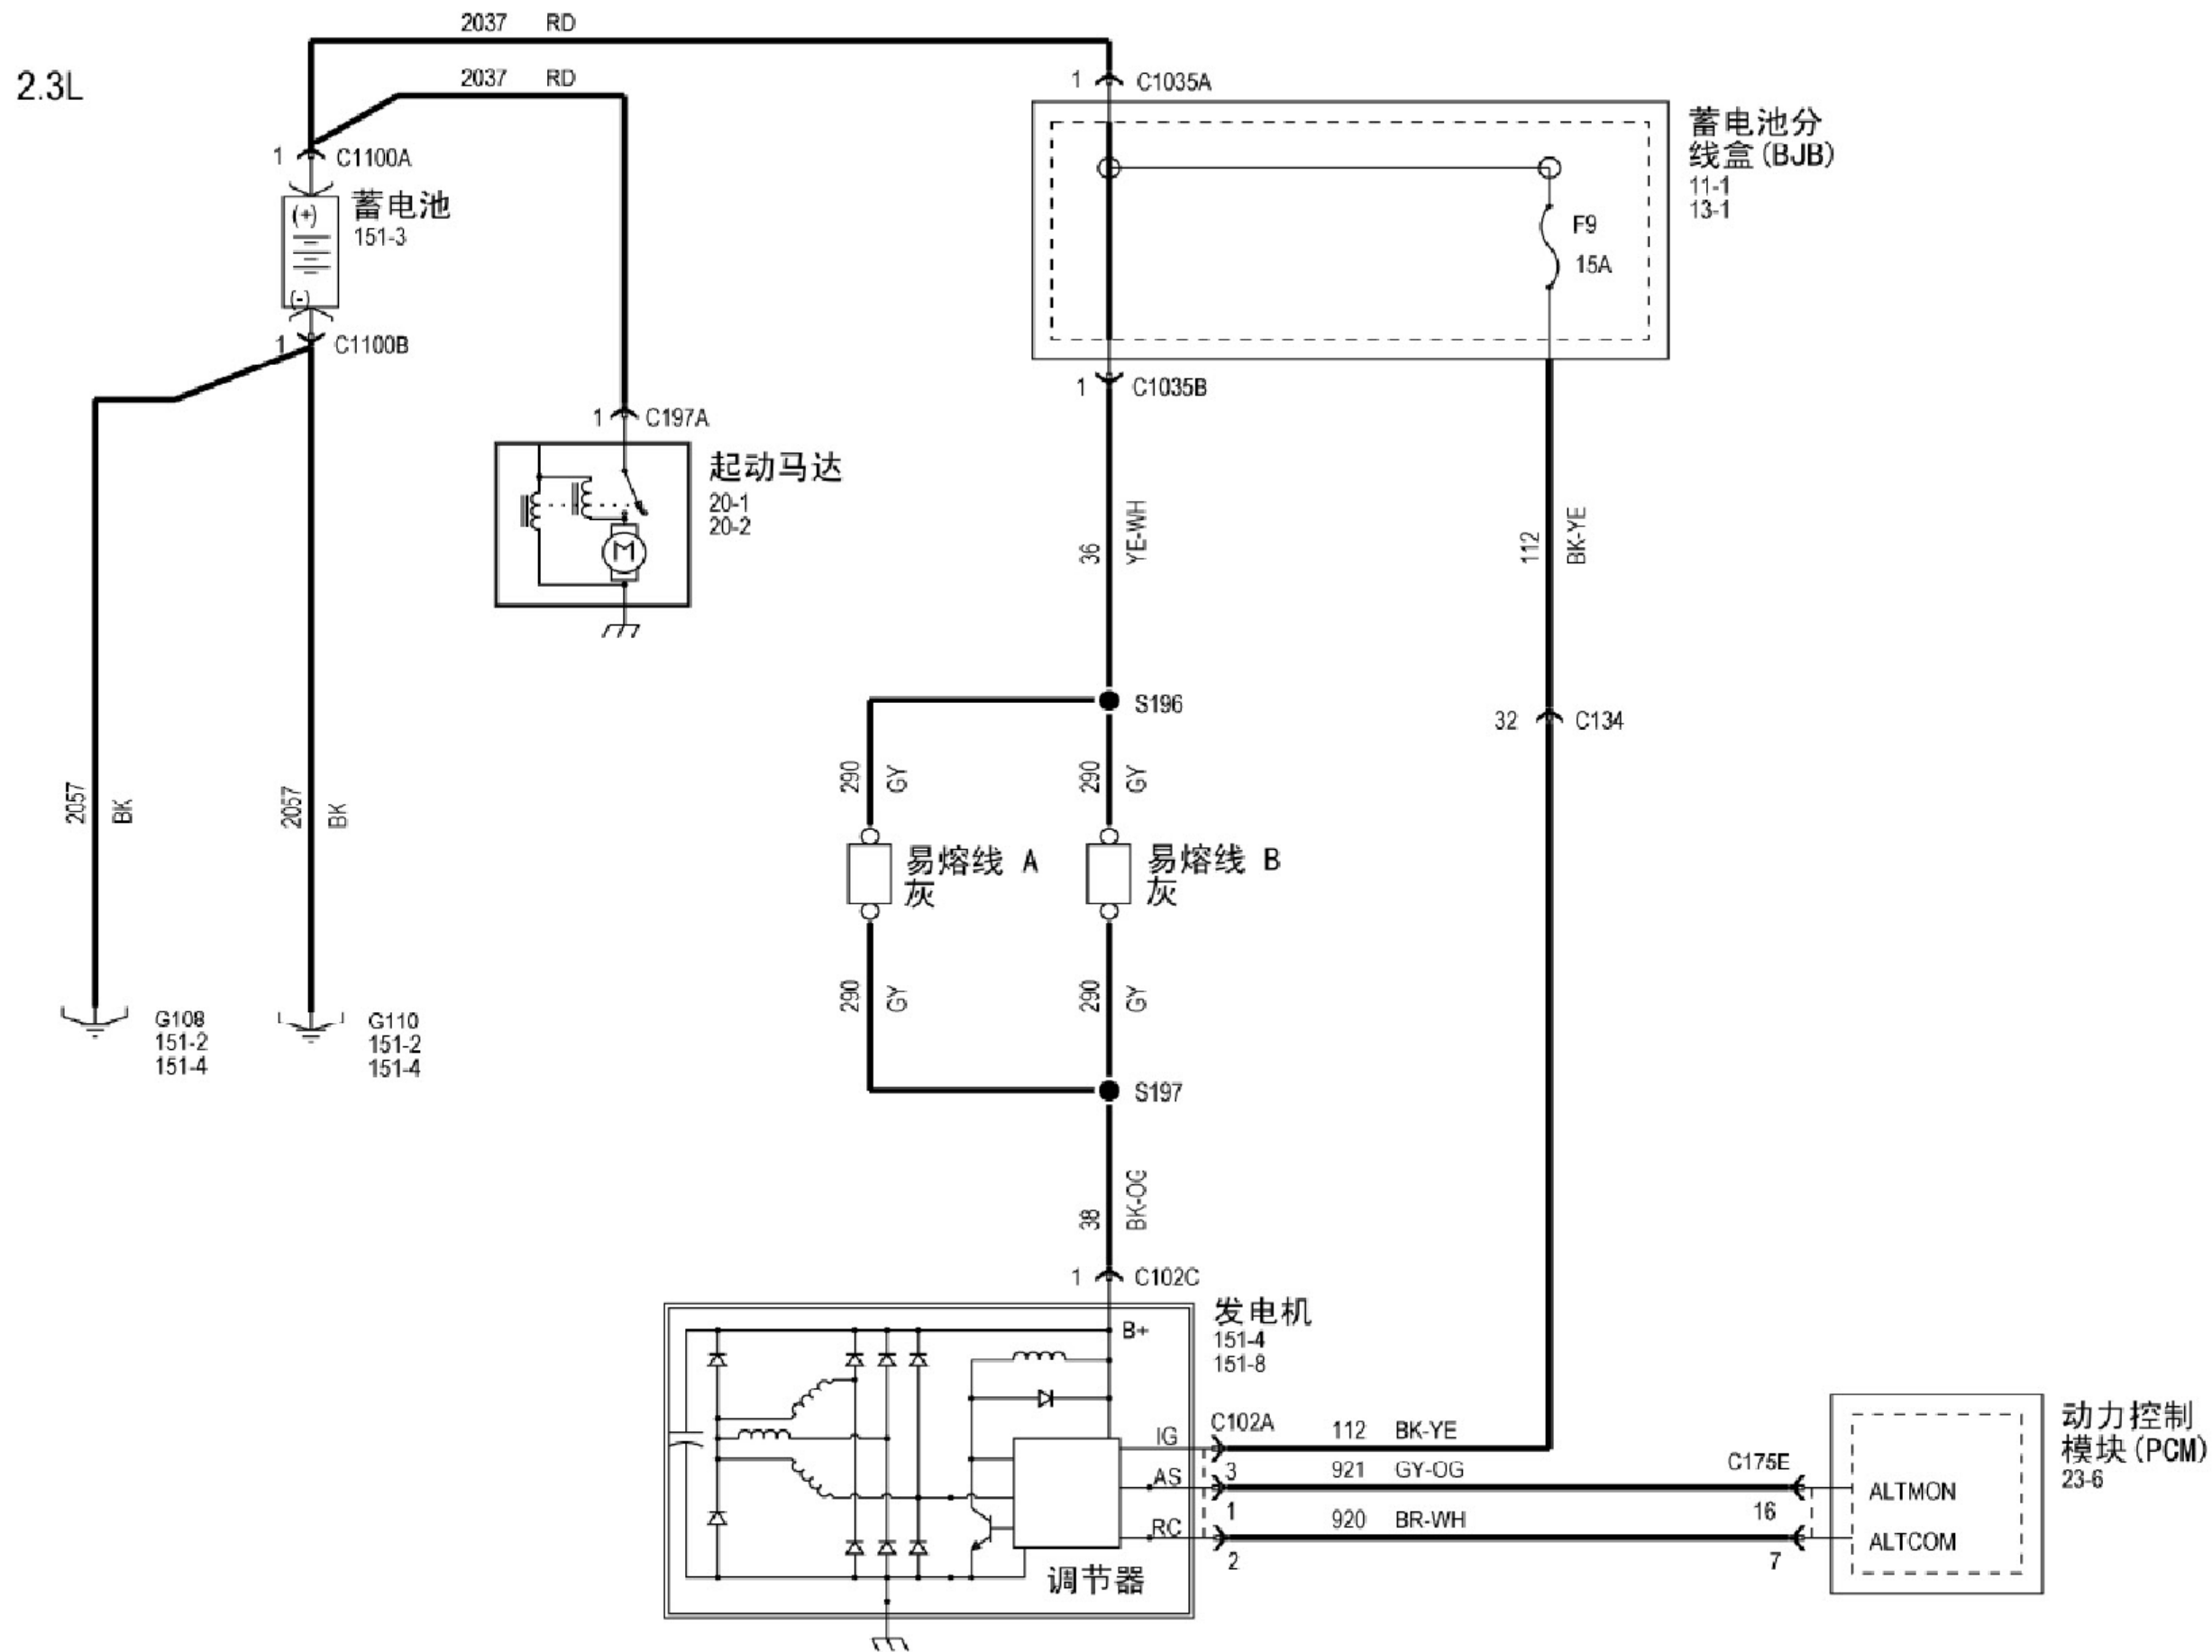 2037 RD
2.3L
2037 RD
1 C1035A
蓄电池分
线盒(BJB)
11-1
13-1
1 C1100A
(+)
蓄电池
151-3
(-)
1 C1100B
F9
15A
1 C1035B
1 C197A
起动马达
20-1
20-2
M
36 YE-WH
112 BK-YE
S196
32 C134
290 GY
290 GY
2057 BK
2057 BK
易熔线 A
灰
易熔线 B
灰
290 GY
290 GY
G108
151-2
151-4
G110
151-2
151-4
S197
38 BK-OG
1 C102C
发电机
151-4
151-8
B+
IG C102A
112 BK-YE
3
AS
921 GY-OG
C175E
1
16
ALTMON
RC
920 BR-WH
ALTCOM
2
7
调节器
动力控制
模块(PCM)
23-6